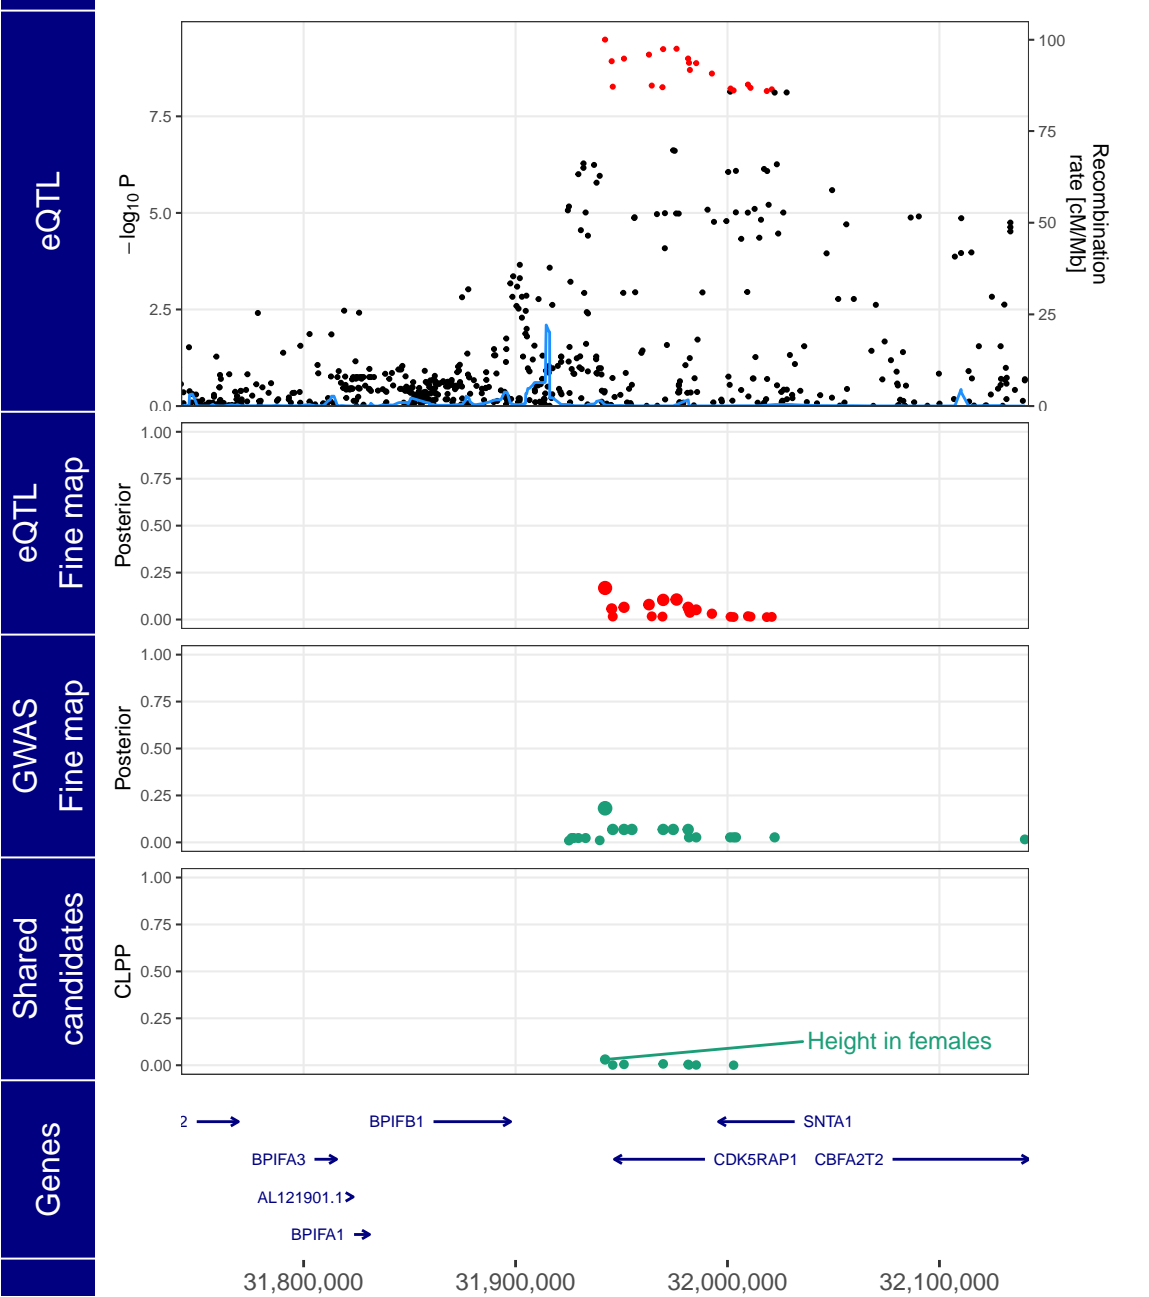 eQTL
−log10 P
7.5
5.0
2.5
0.0
100
75
50
25
0
Recombination
rate [cM/Mb]
eQTL
Fine map
Posterior
1.00
0.75
0.50
0.25
0.00
GWAS
Fine map
Posterior
1.00
0.75
0.50
0.25
0.00
Shared
candidates
CLPP
1.00
0.75
0.50
0.25
0.00
Height in females
Genes
2
BPIFB1
SNTA1
BPIFA3
CDK5RAP1
CBFA2T2
AL121901.1
BPIFA1
31,800,000
31,900,000
32,000,000
32,100,000